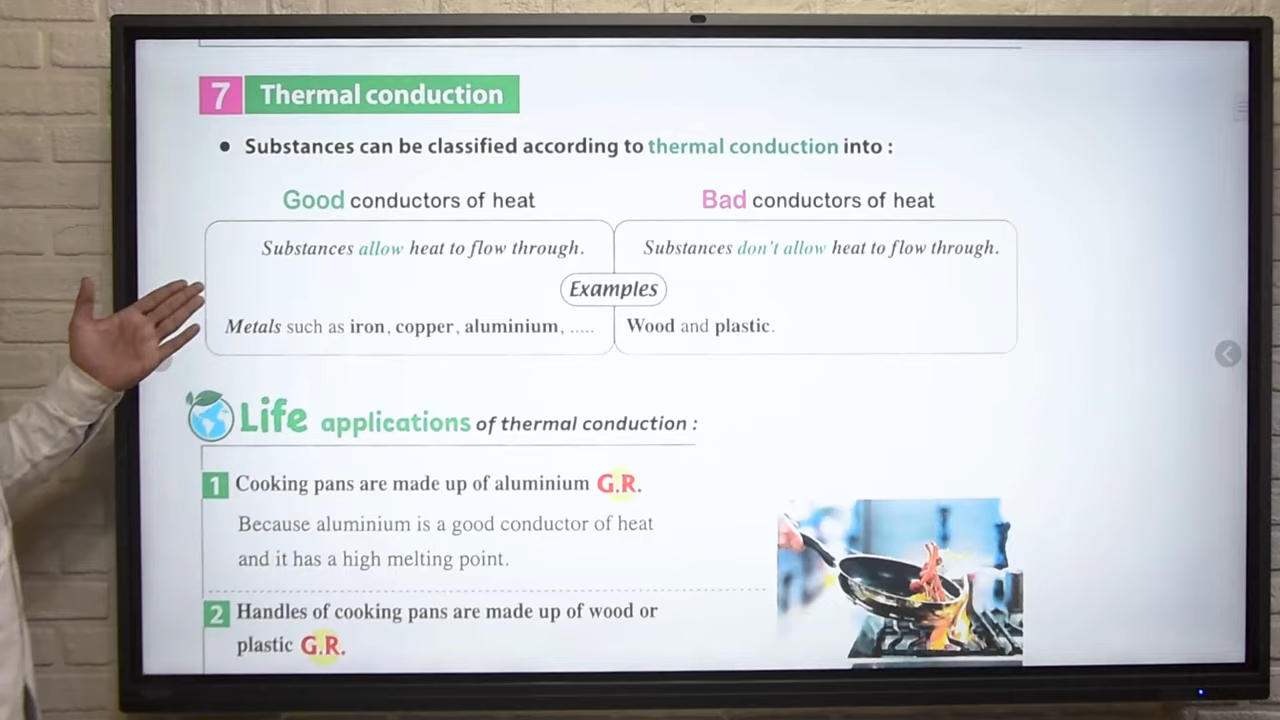 7 Thermal conduction
• Substances can be classified according to thermal conduction into :
Good conductors of heat
Bad conductors of heat
Substances allow heat to flow through.
Substances don't allow heat to flow through.
Examples
Metals such as iron, copper, aluminium, .....
Wood and plastic.
Life applications of thermal conduction :
1 Cooking pans are made up of aluminium G.R.
Because aluminium is a good conductor of heat
and it has a high melting point.
2 Handles of cooking pans are made up of wood or
plastic G.R.